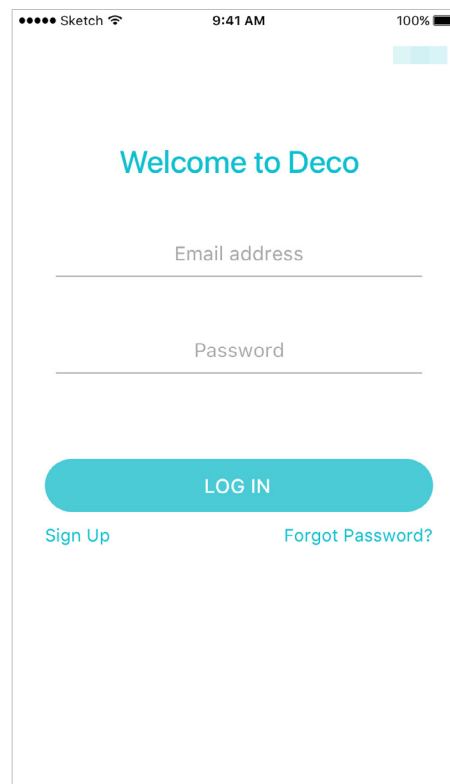 Sketch 9:41 AM 100%
Welcome to Deco
Email address
Password
LOG IN
Sign Up Forgot Password?